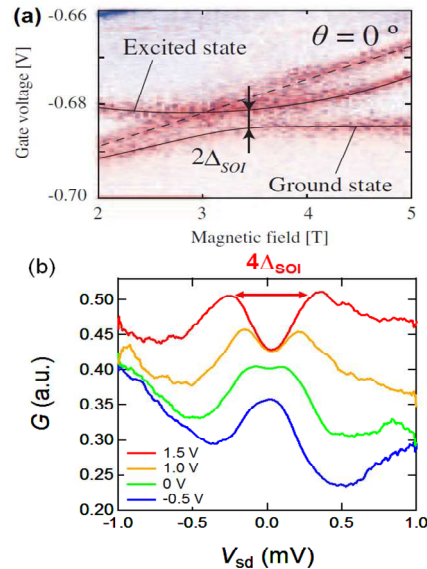 (a)
-0.66
-0.68
-0.70
Gate voltage [V]
Excited state
θ = 0 °
2Δ_SOI
Ground state
2
3
4
5
Magnetic field [T]
(b)
4Δ_SOI
0.50
0.45
0.40
0.35
0.30
0.25
0.20
G (a.u.)
1.5 V
1.0 V
0 V
-0.5 V
-1.0
-0.5
0.0
0.5
1.0
V_sd (mV)